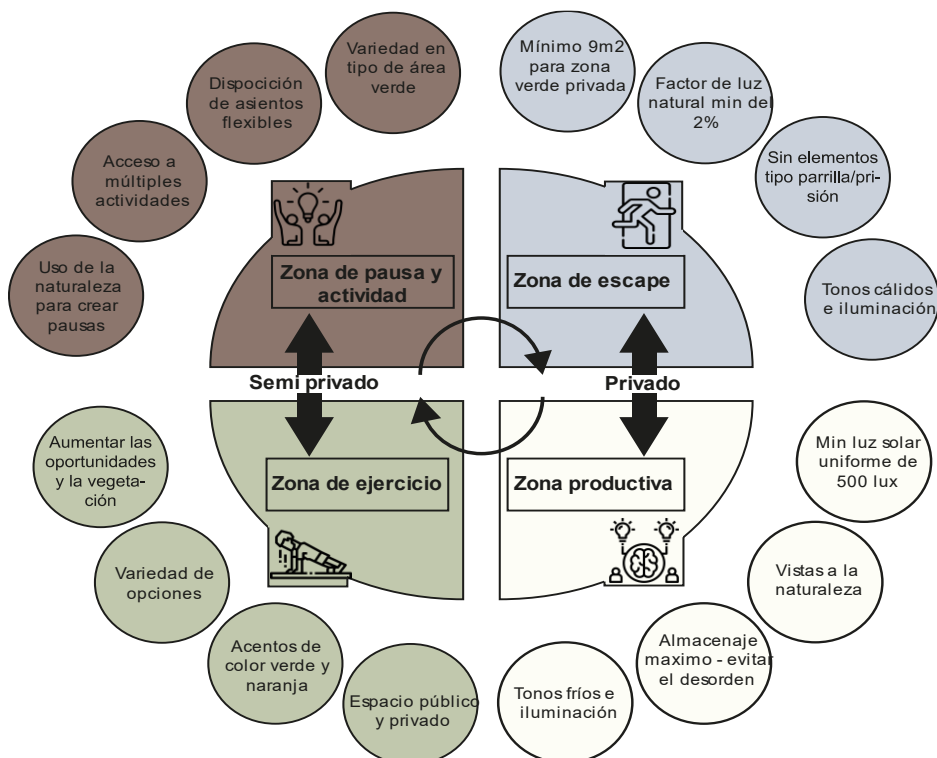 Variedad en
tipo de área
verde
Dispocición
de asientos
flexibles
Acceso a
múltiples
actividades
Uso de la
naturaleza
para crear
pausas
Mínimo 9m2
para zona
verde privada
Factor de luz
natural min del
2%
Sin elementos
tipo parrilla/pri-
sión
Tonos cálidos
e iluminación
Zona de pausa y
actividad
Zona de escape
Semi privado
Privado
Zona de ejercicio
Zona productiva
Aumentar las
oportunidades
y la vegeta-
ción
Variedad de
opciones
Acentos de
color verde y
naranja
Espacio público
y privado
Min luz solar
uniforme de
500 lux
Vistas a la
naturaleza
Almacenaje
maximo - evitar
el desorden
Tonos fríos e
iluminación